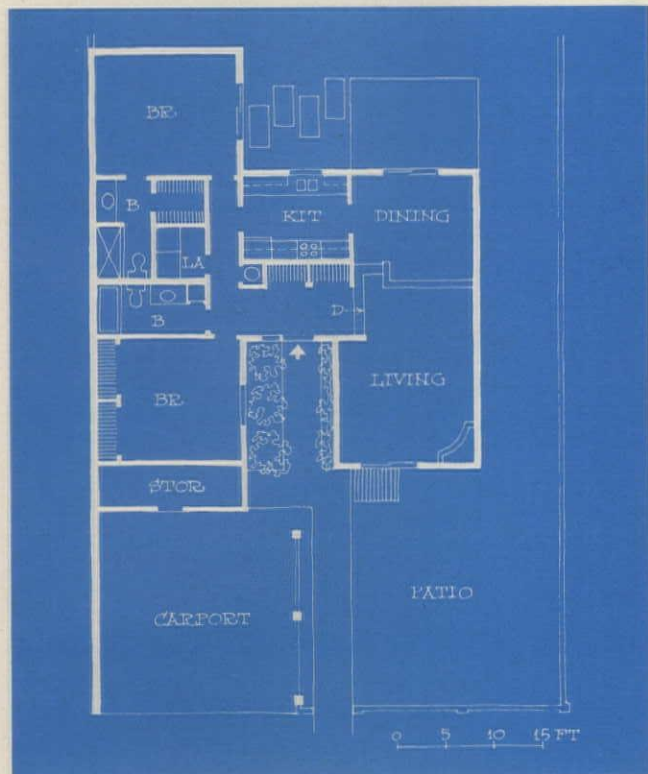 BR
B
KIT
DINING
LA
D
B
LIVING
BR
STOR
CARPORT
PATIO
0 5 10 15 FT